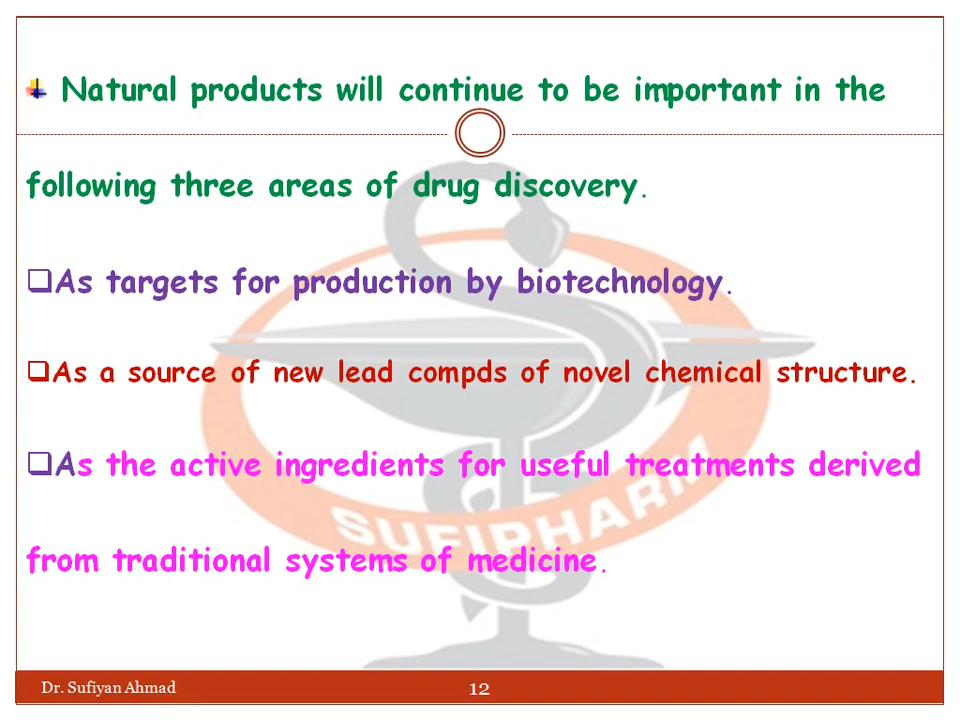 Natural products will continue to be important in the
following three areas of drug discovery.
As targets for production by biotechnology.
As a source of new lead compds of novel chemical structure.
As the active ingredients for useful treatments derived
from traditional systems of medicine.
SUFIPHARM
Dr. Sufiyan Ahmad
12